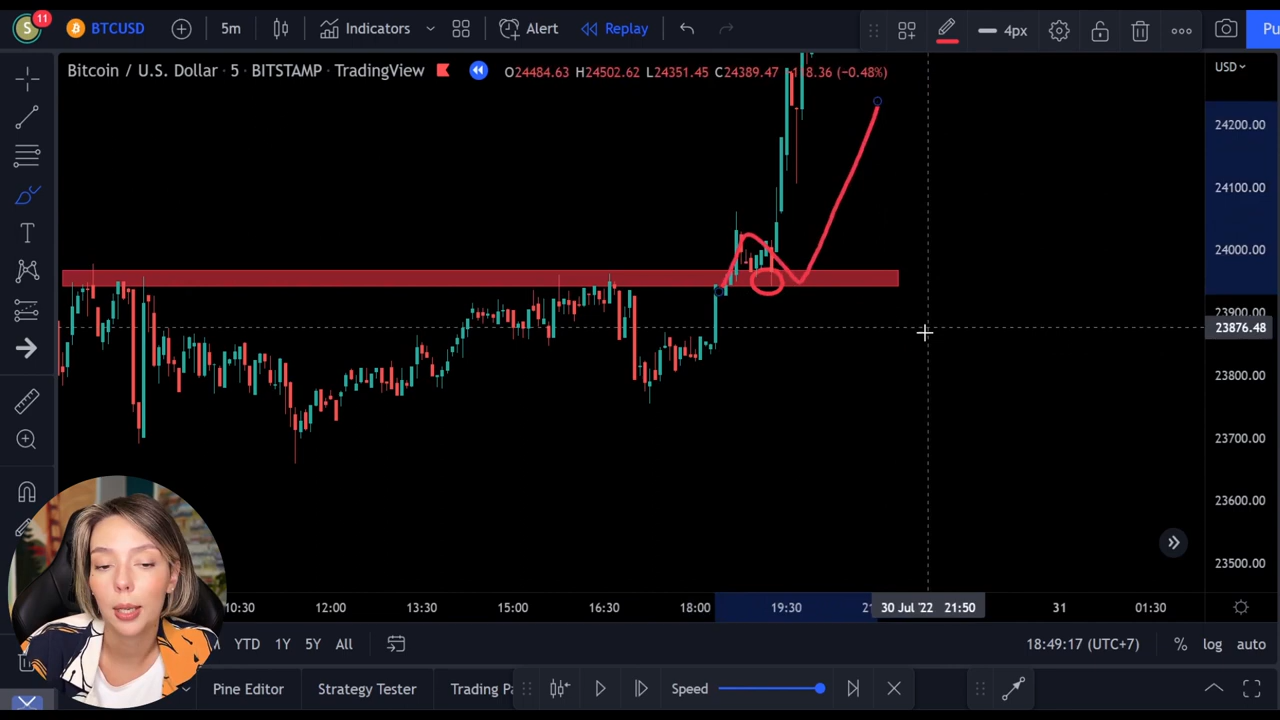 S 11 BTCUSD 5m Indicators Alert Replay 4px Pu
Bitcoin / U.S. Dollar · 5 · BITSTAMP · TradingView O24484.63 H24502.62 L24351.45 C24389.47 (−0.48%) USD
24200.00
24100.00
24000.00
23900.00
23876.48
23800.00
23700.00
23600.00
23500.00
T
10:30 12:00 13:30 15:00 16:30 18:00 19:30 30 Jul '22 21:50 31 01:30
YTD 1Y 5Y All 18:49:17 (UTC+7) % log auto
Pine Editor Strategy Tester Trading Pa Speed